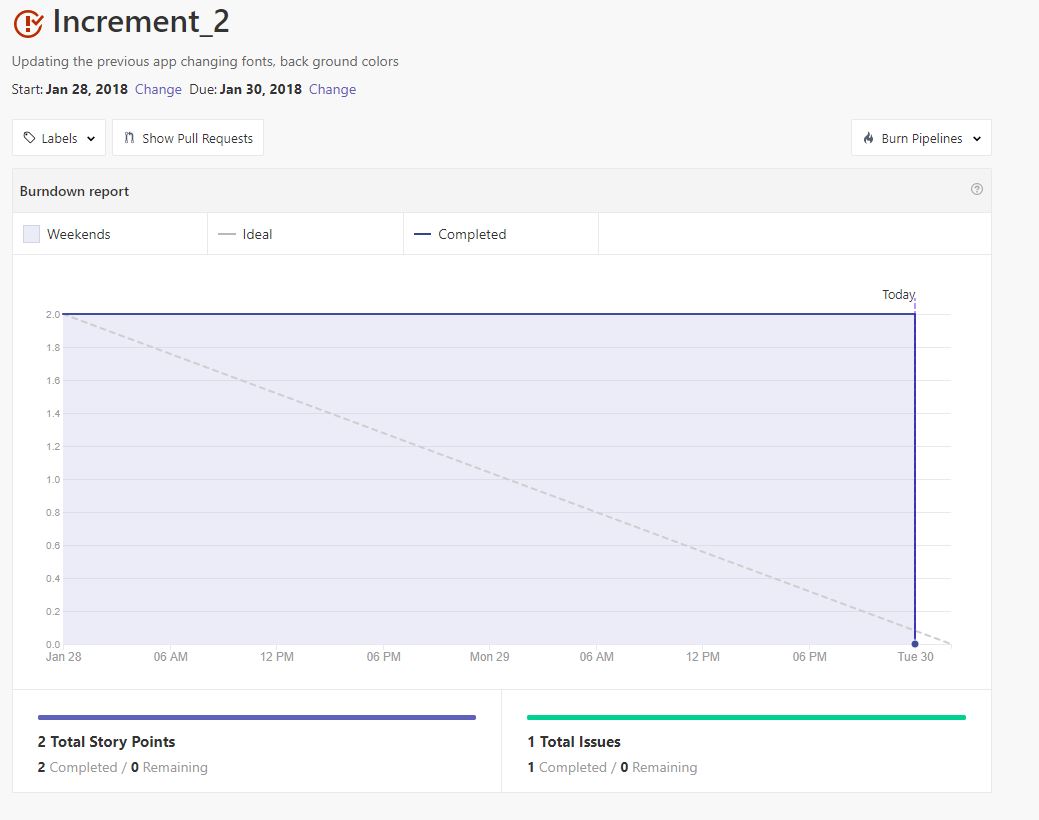 Increment_2
Updating the previous app changing fonts, back ground colors
Start: Jan 28, 2018 Change Due: Jan 30, 2018 Change
Labels Show Pull Requests Burn Pipelines
Burndown report
Weekends Ideal Completed
Today
2.0
1.8
1.6
1.4
1.2
1.0
0.8
0.6
0.4
0.2
0.0
Jan 28 06 AM 12 PM 06 PM Mon 29 06 AM 12 PM 06 PM Tue 30
2 Total Story Points
2 Completed / 0 Remaining
1 Total Issues
1 Completed / 0 Remaining